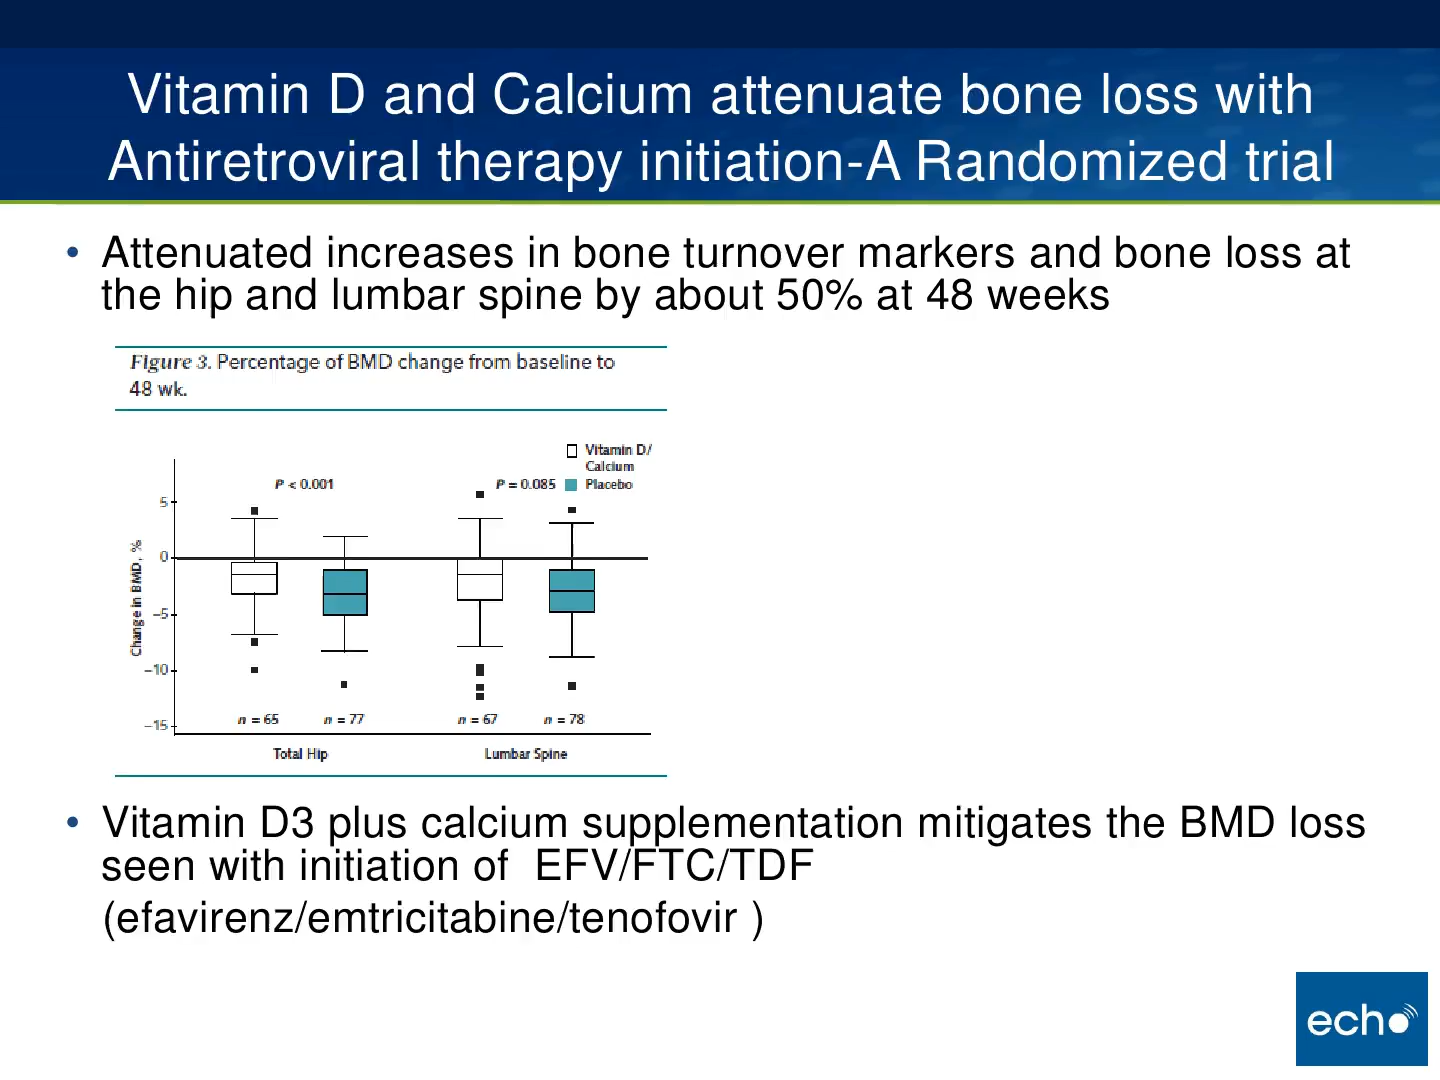 Vitamin D and Calcium attenuate bone loss with
Antiretroviral therapy initiation-A Randomized trial
• Attenuated increases in bone turnover markers and bone loss at
the hip and lumbar spine by about 50% at 48 weeks
Figure 3. Percentage of BMD change from baseline to
48 wk.
Vitamin D/
Calcium
P < 0.001
P = 0.085
Placebo
5
0
−5
−10
−15
Change in BMD, %
n = 65
n = 77
n = 67
n = 78
Total Hip
Lumbar Spine
• Vitamin D3 plus calcium supplementation mitigates the BMD loss
seen with initiation of  EFV/FTC/TDF
(efavirenz/emtricitabine/tenofovir )
echo